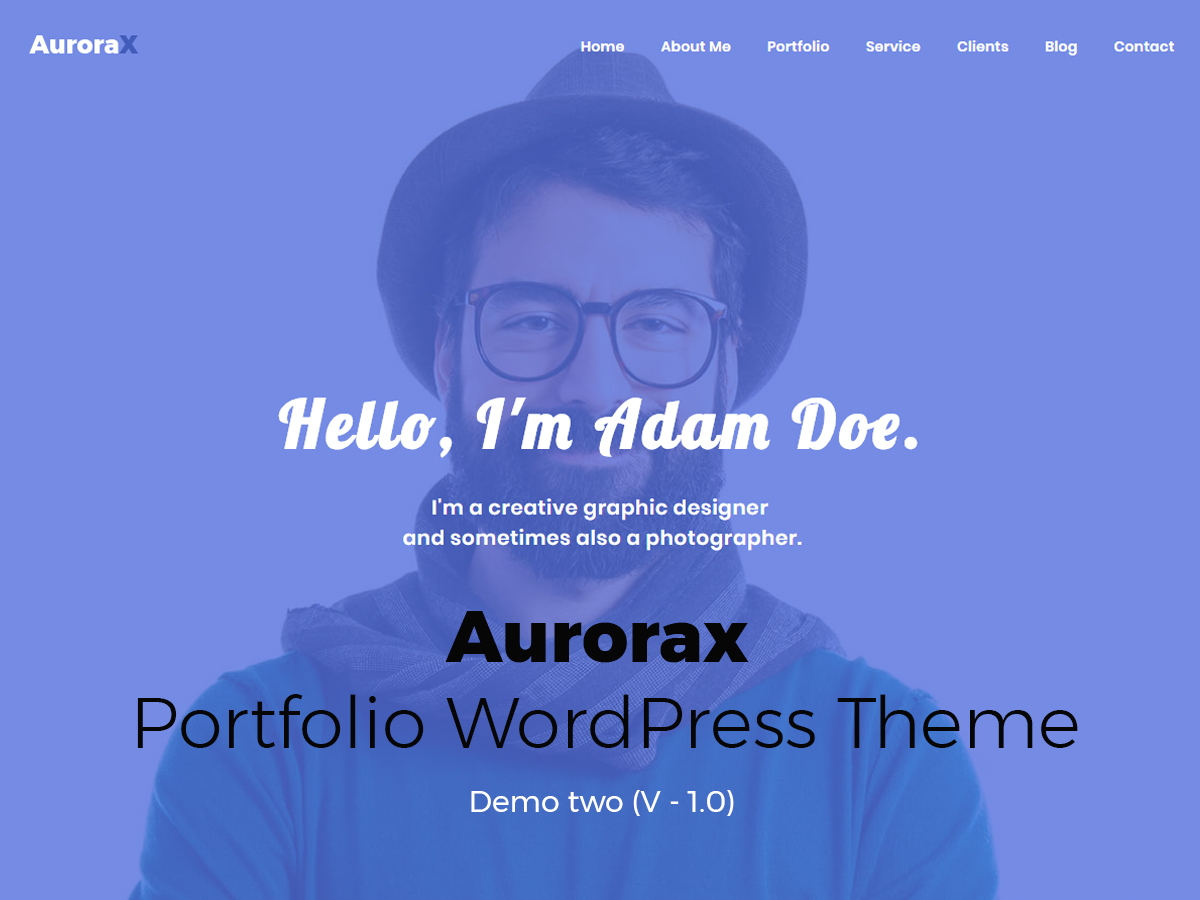 AuroraX
Home About Me Portfolio Service Clients Blog Contact
Hello, I'm Adam Doe.
I'm a creative graphic designer
and sometimes also a photographer.
Aurorax
Portfolio WordPress Theme
Demo two (V - 1.0)